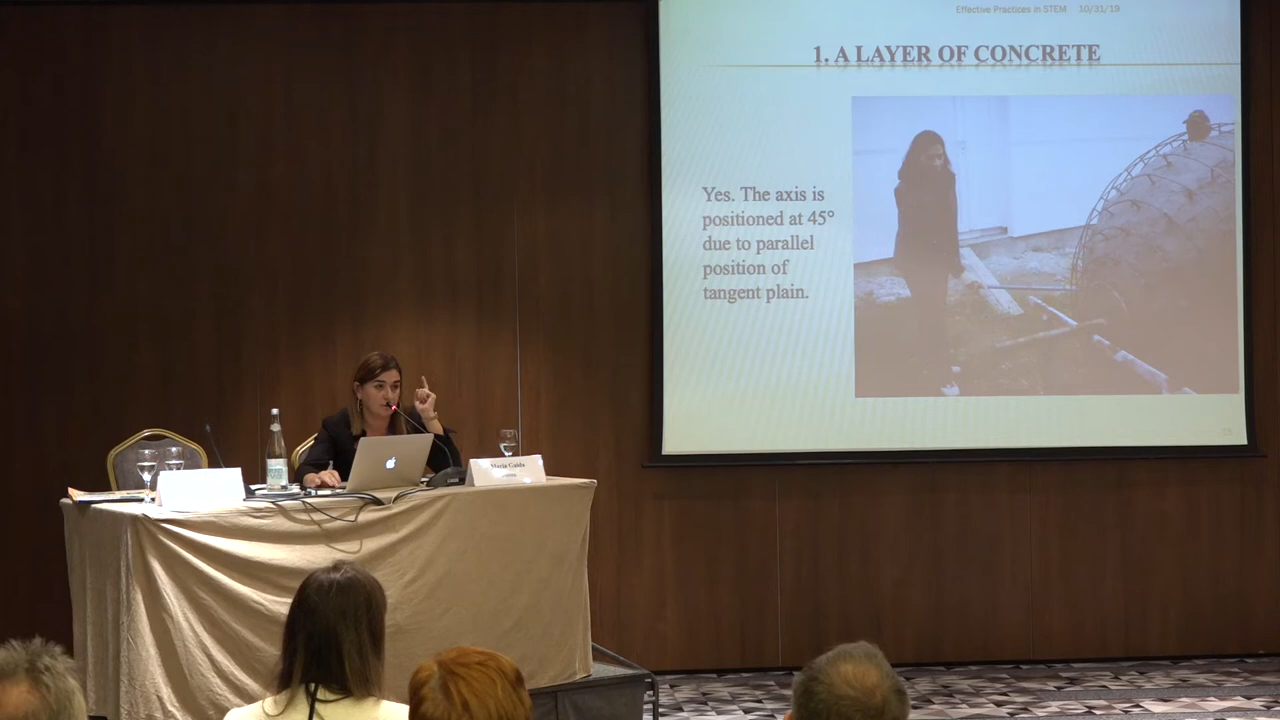 Effective Practices in STEM 10/31/19
1. A LAYER OF CONCRETE
Yes. The axis is
positioned at 45°
due to parallel
position of
tangent plain.
Maria Guida